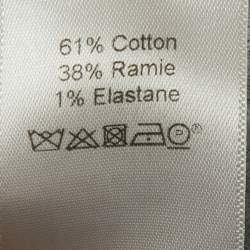 61% Cotton
38% Ramie
1% Elastane
®